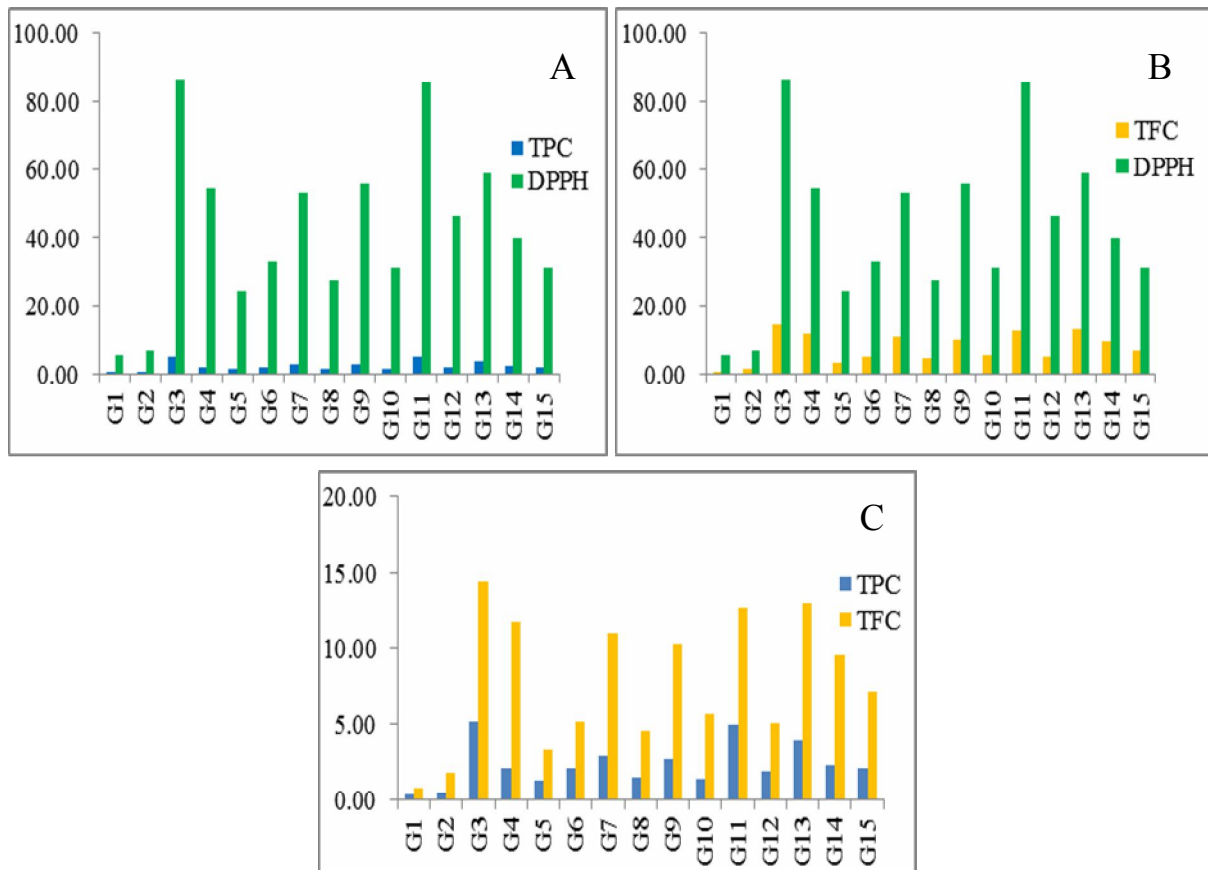 A
100.00
80.00
60.00
40.00
20.00
0.00
TPC
DPPH
G1
G2
G3
G4
G5
G6
G7
G8
G9
G10
G11
G12
G13
G14
G15
B
100.00
80.00
60.00
40.00
20.00
0.00
TFC
DPPH
G1
G2
G3
G4
G5
G6
G7
G8
G9
G10
G11
G12
G13
G14
G15
C
20.00
15.00
10.00
5.00
0.00
TPC
TFC
G1
G2
G3
G4
G5
G6
G7
G8
G9
G10
G11
G12
G13
G14
G15